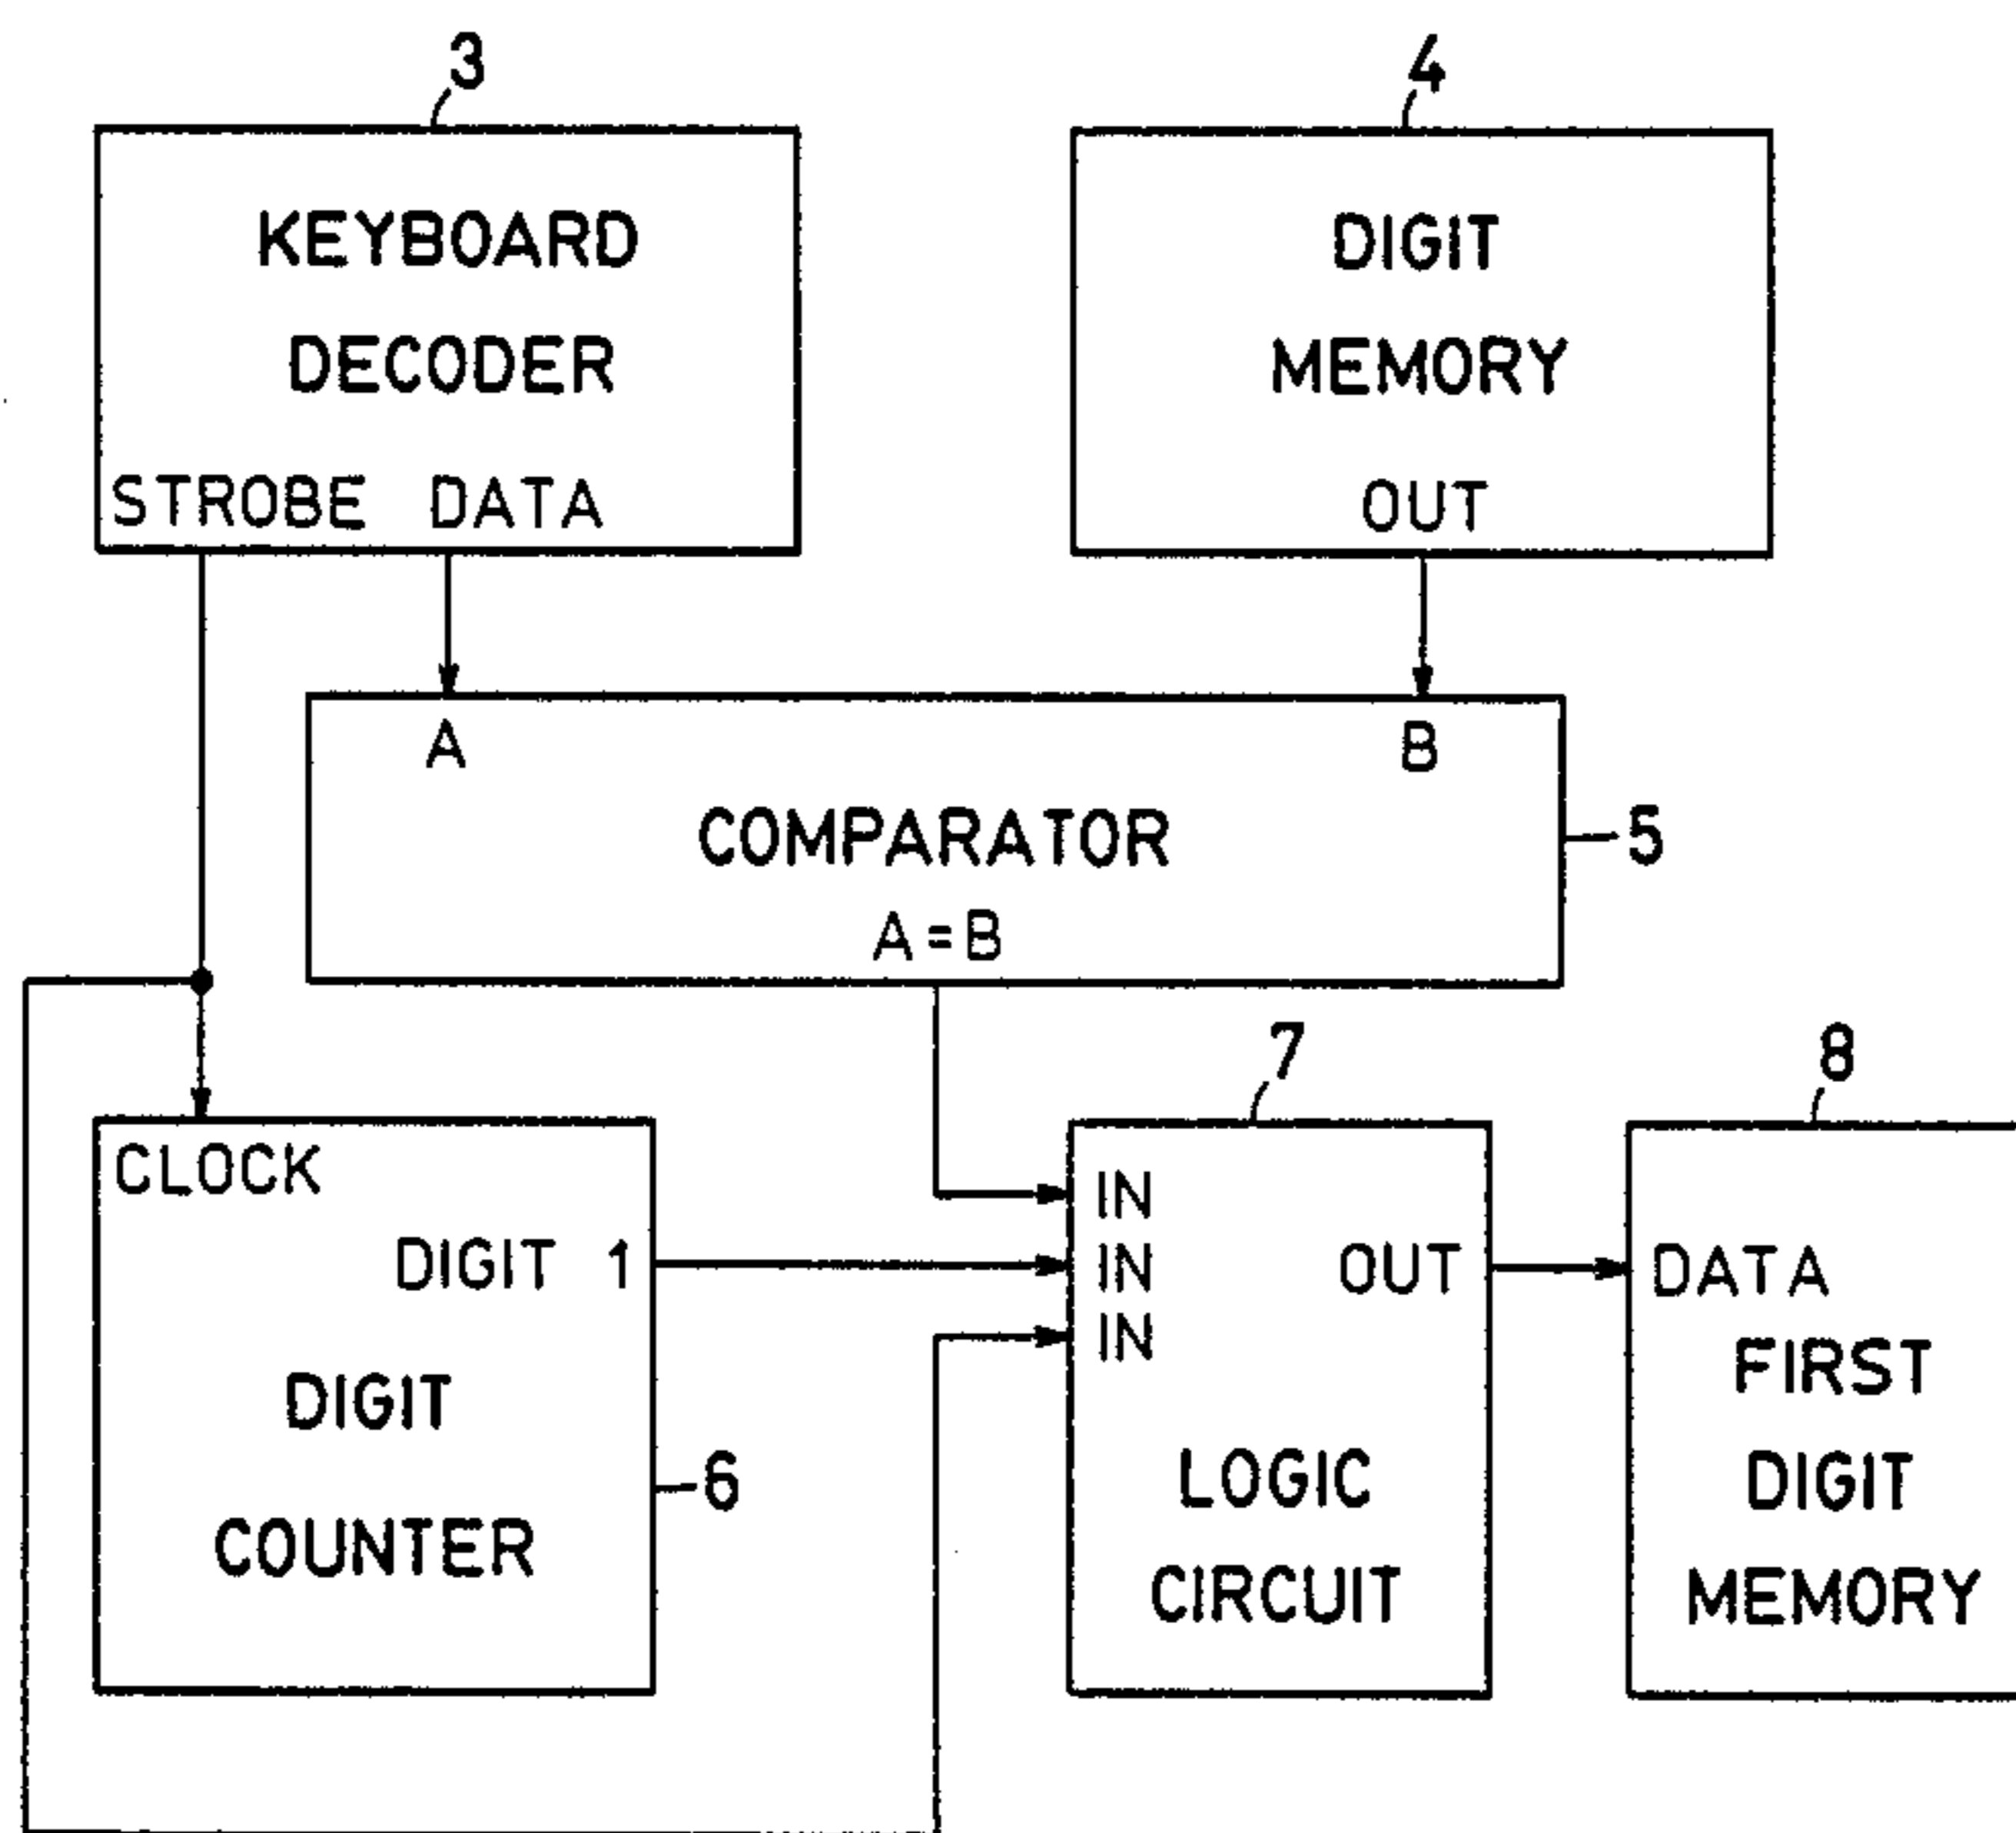 3
KEYBOARD
DECODER
STROBE DATA
4
DIGIT
MEMORY
OUT
A B
COMPARATOR
A=B
5
CLOCK
DIGIT 1
DIGIT
COUNTER
6
7
IN
IN
IN
OUT
LOGIC
CIRCUIT
8
DATA
FIRST
DIGIT
MEMORY